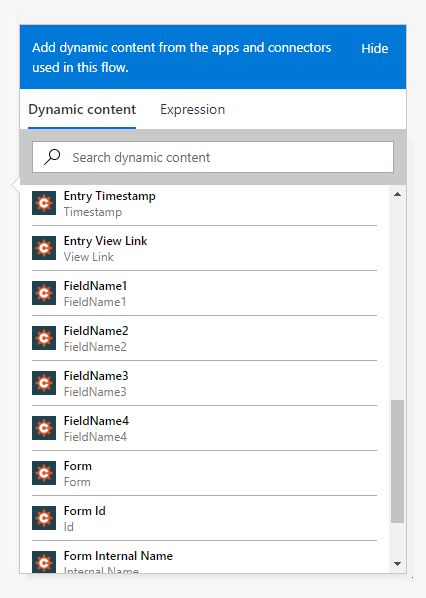 Add dynamic content from the apps and connectors
used in this flow.
Hide
Dynamic content
Expression
Search dynamic content
Entry Timestamp
Timestamp
Entry View Link
View Link
FieldName1
FieldName1
FieldName2
FieldName2
FieldName3
FieldName3
FieldName4
FieldName4
Form
Form
Form Id
Id
Form Internal Name
Internal Name